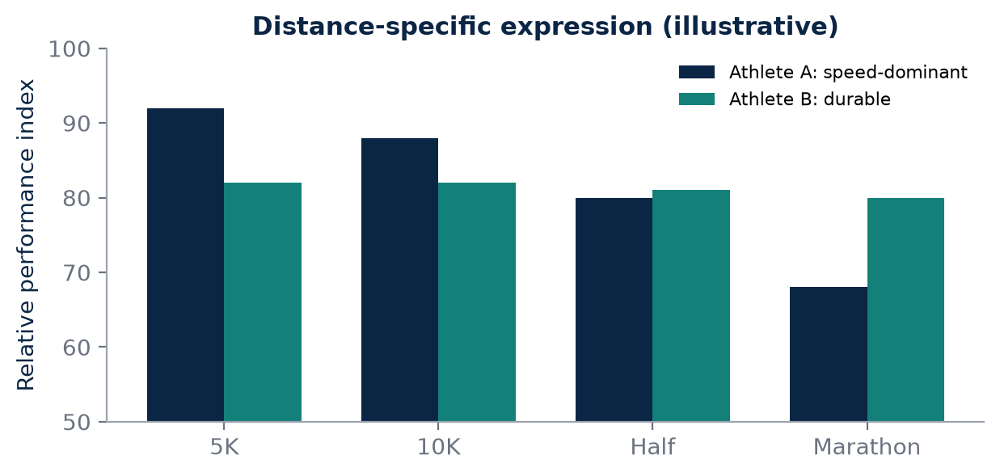 Distance-specific expression (illustrative)
Athlete A: speed-dominant
Athlete B: durable
Relative performance index
100
90
80
70
60
50
5K
10K
Half
Marathon